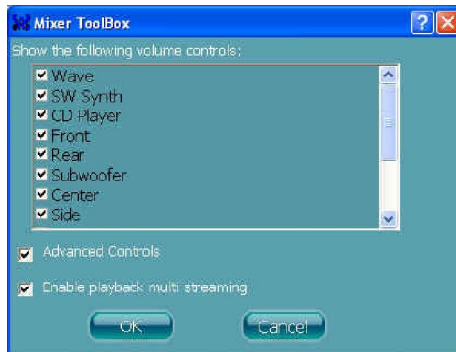 Mixer ToolBox
Show the following volume controls:
Wave
SW Synth
CD Player
Front
Rear
Subwoofer
Center
Side
Advanced Controls
Enable playback multi streaming
OK
Cancel